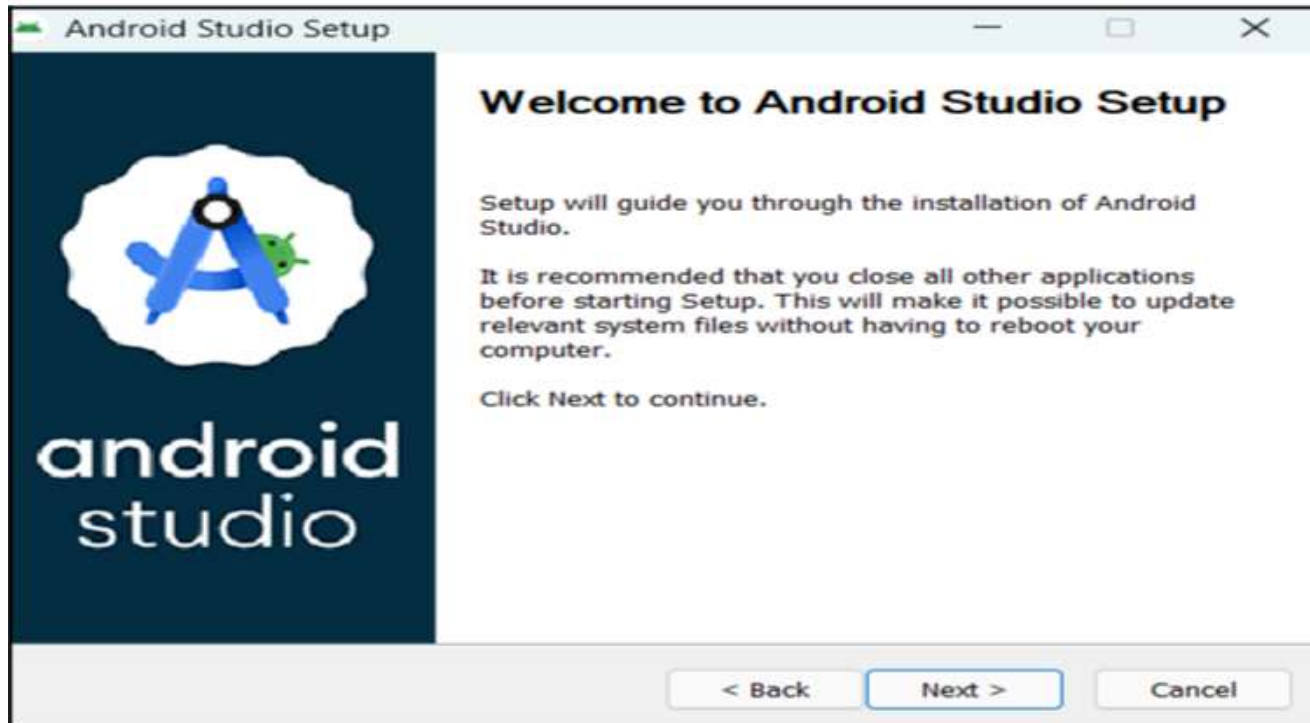 Android Studio Setup
Welcome to Android Studio Setup
Setup will guide you through the installation of Android
Studio.
It is recommended that you close all other applications
before starting Setup. This will make it possible to update
relevant system files without having to reboot your
computer.
Click Next to continue.
android
studio
< Back
Next >
Cancel